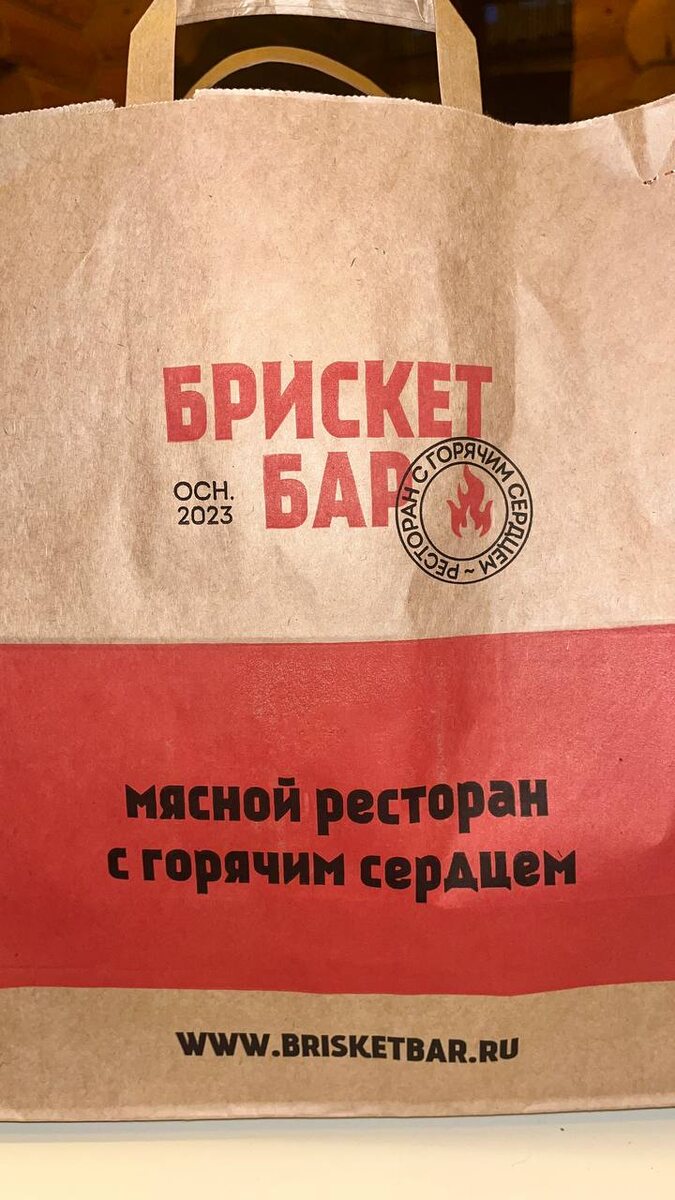 БРИСКЕТ
БАР
ОСН.
2023
РЕСТОРАН С ГОРЯЧИМ СЕРДЦЕМ ~
мясной ресторан
с горячим сердцем
WWW.BRISKETBAR.RU